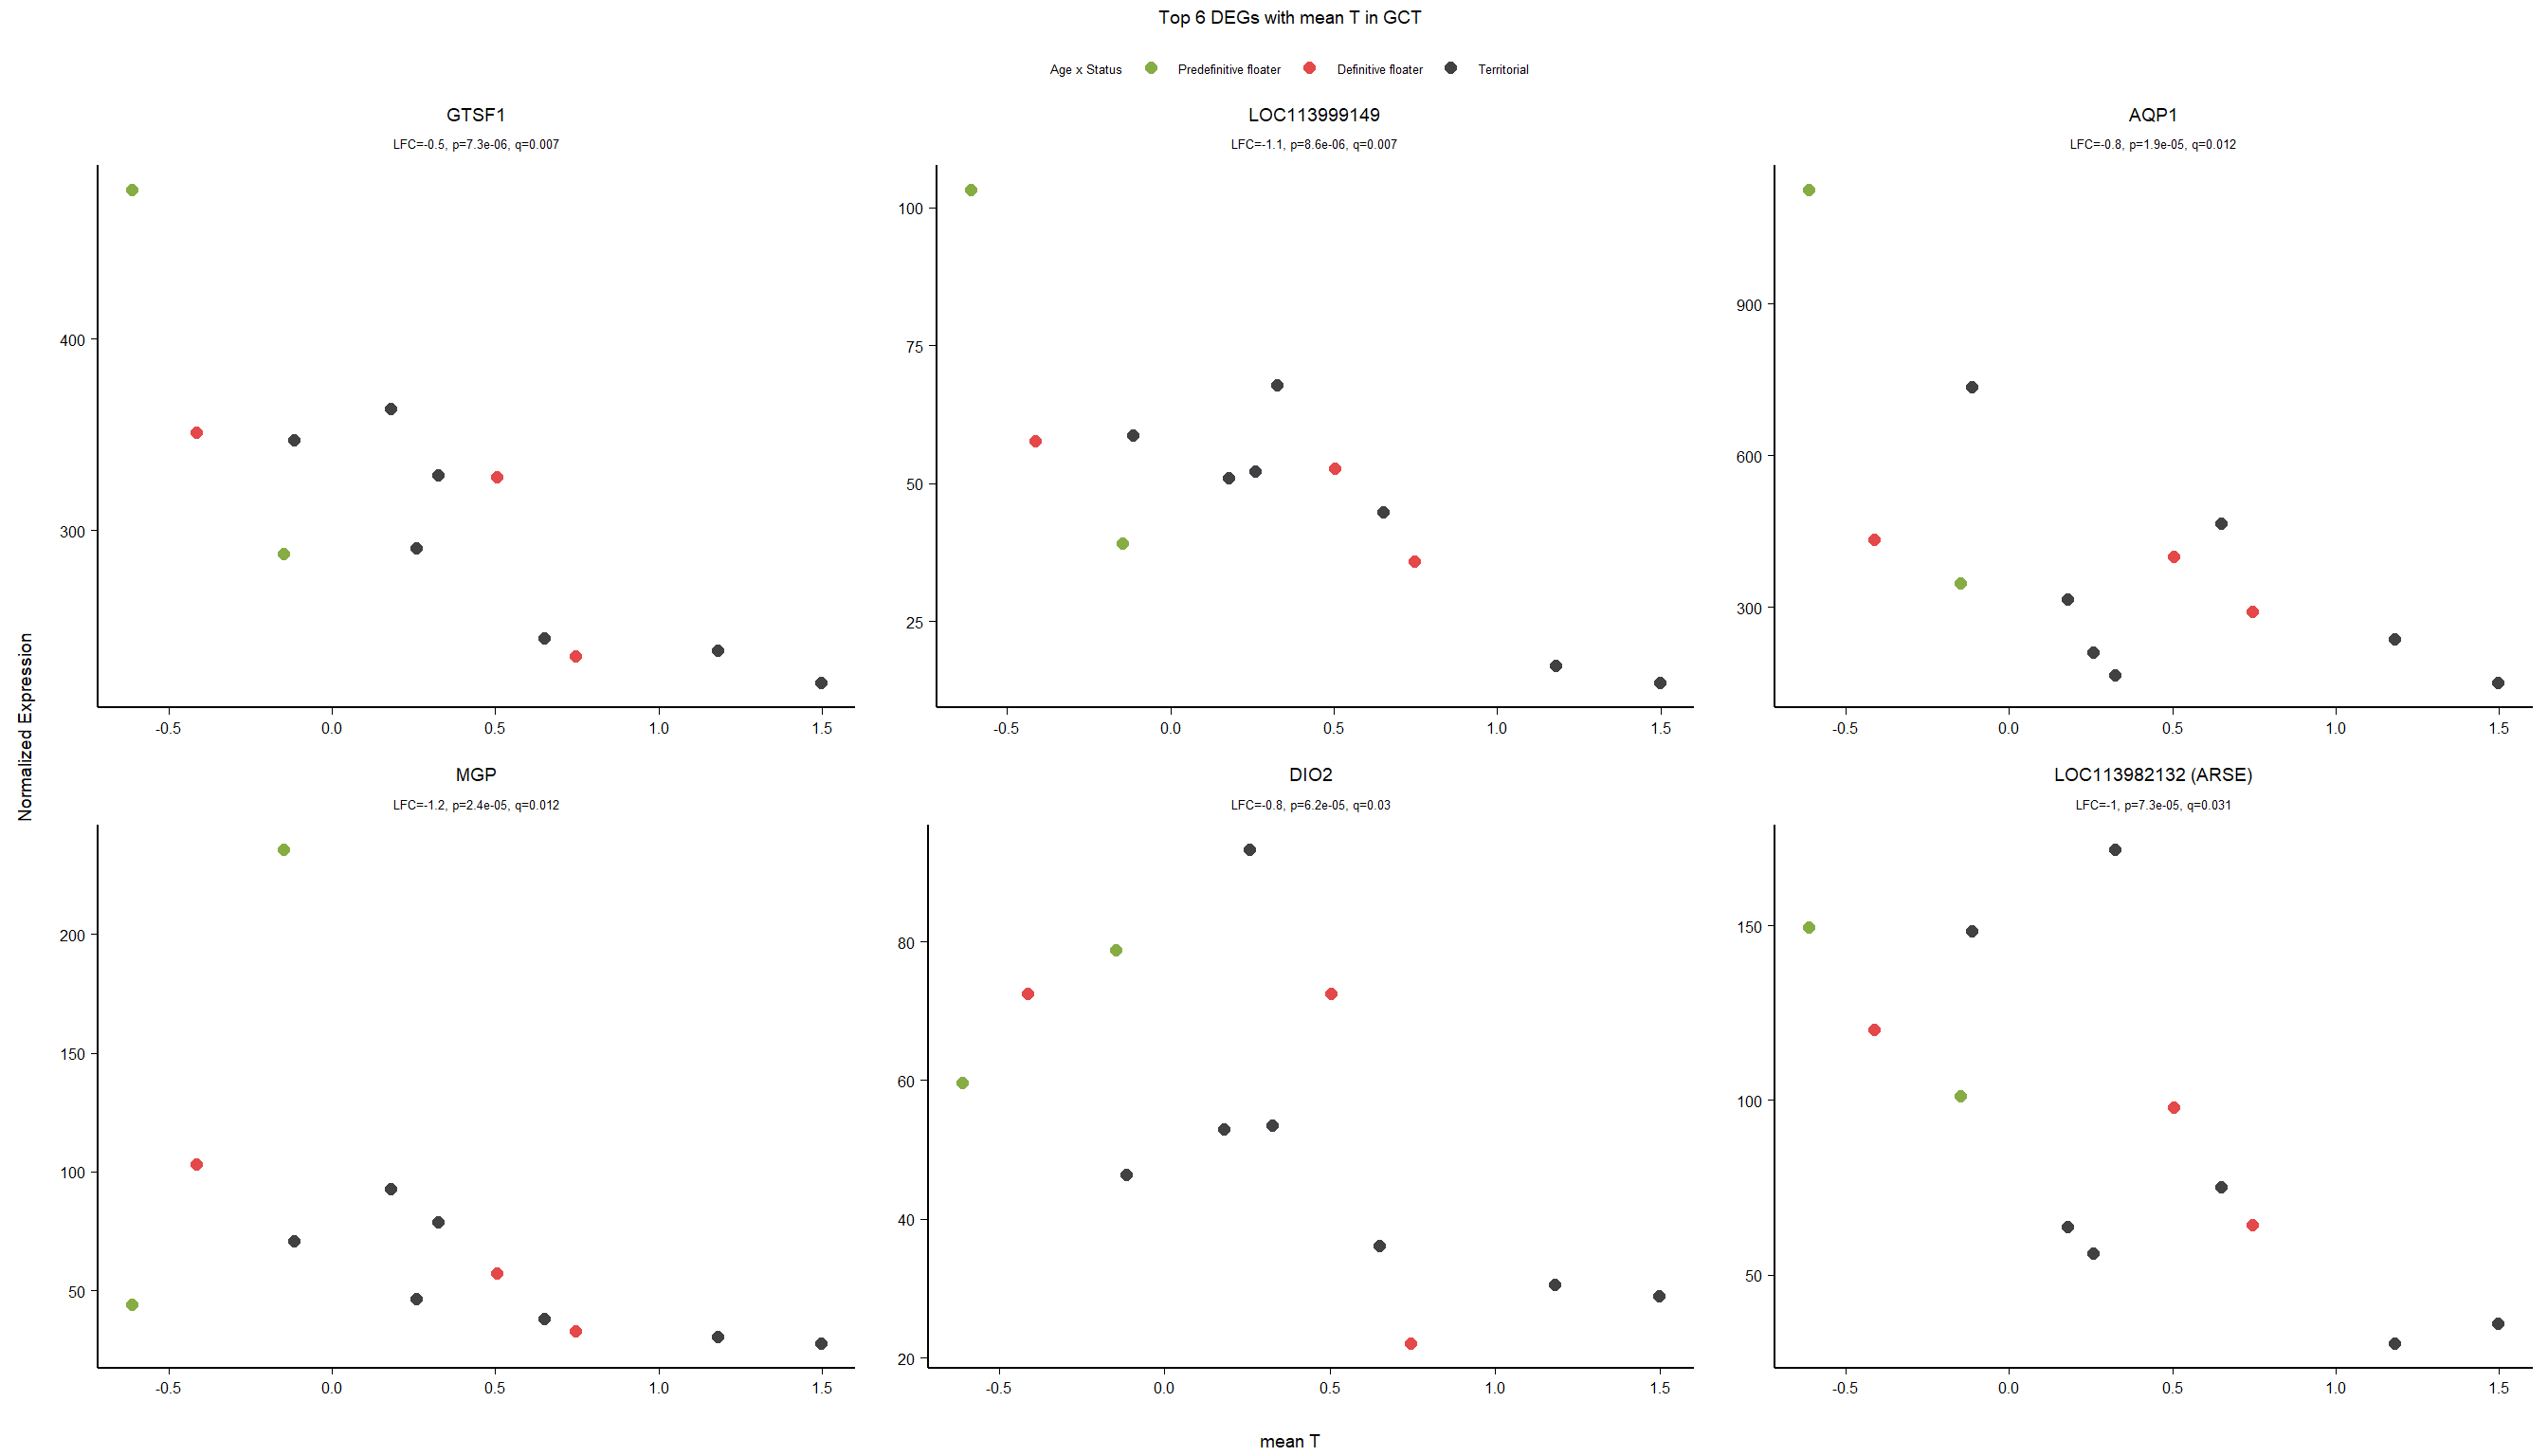 Top 6 DEGs with mean T in GCT
Age x Status Predefinitive floater Definitive floater Territorial
GTSF1
LFC=-0.5, p=7.3e-06, q=0.007
400
300
-0.5 0.0 0.5 1.0 1.5
LOC113999149
LFC=-1.1, p=8.6e-06, q=0.007
100
75
50
25
-0.5 0.0 0.5 1.0 1.5
AQP1
LFC=-0.8, p=1.9e-05, q=0.012
900
600
300
-0.5 0.0 0.5 1.0 1.5
Normalized Expression
MGP
LFC=-1.2, p=2.4e-05, q=0.012
200
150
100
50
-0.5 0.0 0.5 1.0 1.5
DIO2
LFC=-0.8, p=6.2e-05, q=0.03
80
60
40
20
-0.5 0.0 0.5 1.0 1.5
LOC113982132 (ARSE)
LFC=-1, p=7.3e-05, q=0.031
150
100
50
-0.5 0.0 0.5 1.0 1.5
mean T